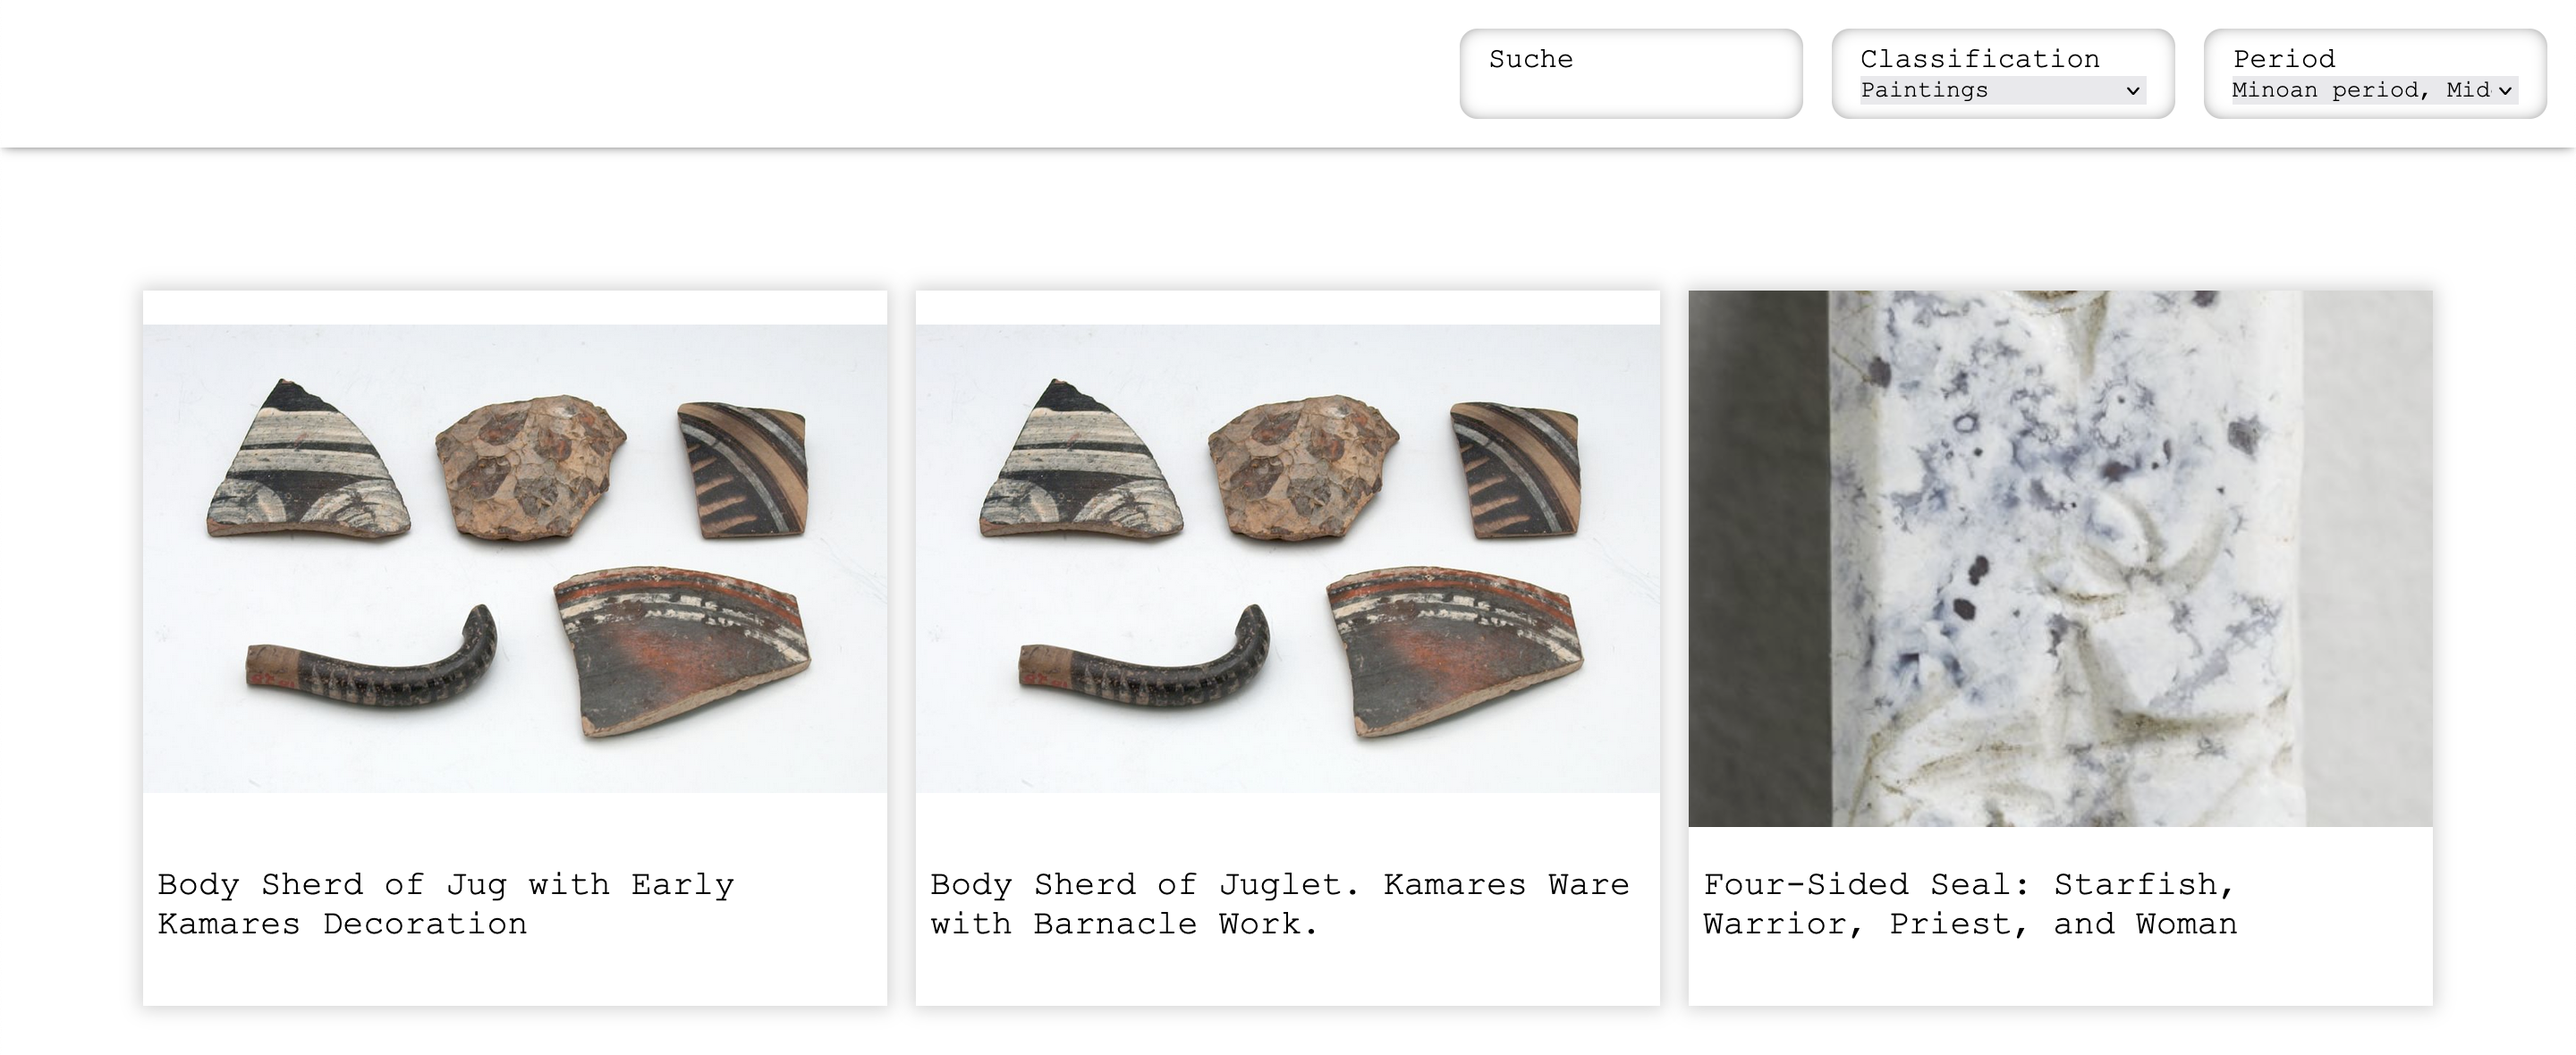 Suche
Classification
Paintings
Period
Minoan period, Mid
Body Sherd of Jug with Early
Kamares Decoration
Body Sherd of Juglet. Kamares Ware
with Barnacle Work.
Four-Sided Seal: Starfish,
Warrior, Priest, and Woman